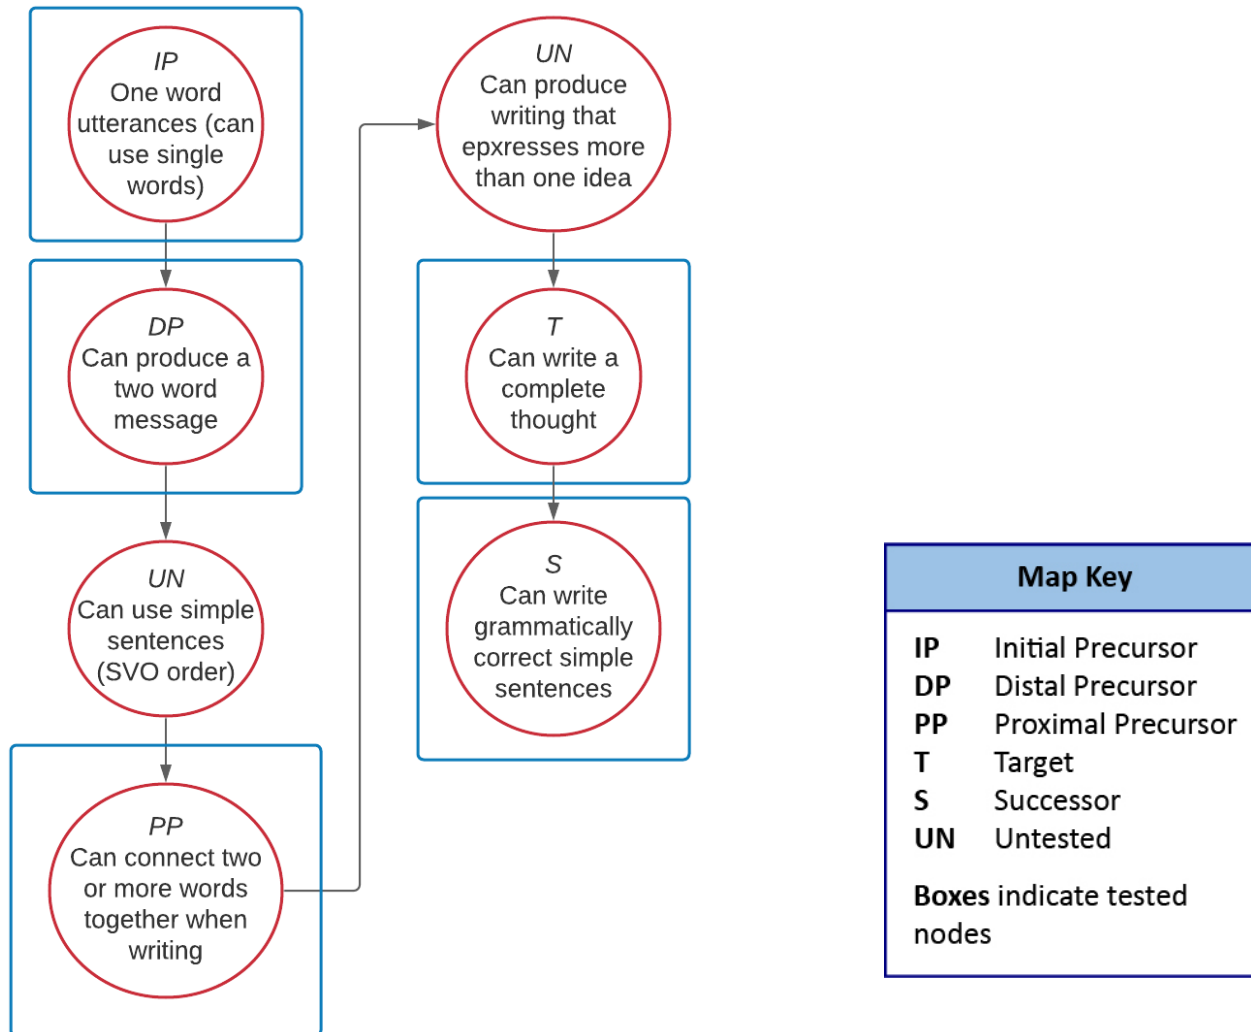 IP
One word
utterances (can
use single
words)
DP
Can produce a
two word
message
UN
Can use simple
sentences
(SVO order)
PP
Can connect two
or more words
together when
writing
UN
Can produce
writing that
epxresses more
than one idea
T
Can write a
complete
thought
S
Can write
grammatically
correct simple
sentences
Map Key
IP Initial Precursor
DP Distal Precursor
PP Proximal Precursor
T Target
S Successor
UN Untested
Boxes indicate tested
nodes